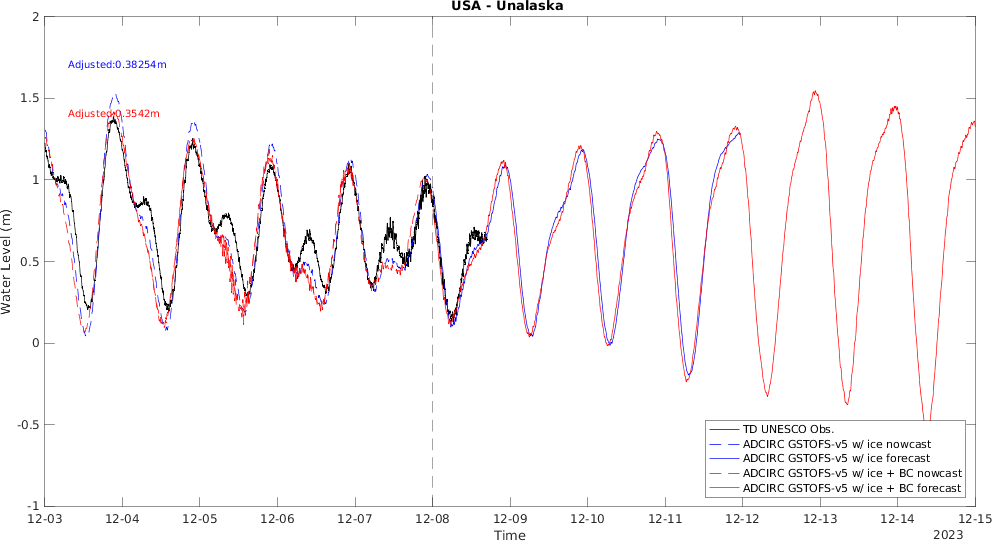 USA - Unalaska
2
1.5
1
0.5
0
-0.5
-1
Water Level (m)
Adjusted:0.38254m
Adjusted:0.3542m
TD UNESCO Obs.
ADCIRC GSTOFS-v5 w/ ice nowcast
ADCIRC GSTOFS-v5 w/ ice forecast
ADCIRC GSTOFS-v5 w/ ice + BC nowcast
ADCIRC GSTOFS-v5 w/ ice + BC forecast
12-03 12-04 12-05 12-06 12-07 12-08 12-09 12-10 12-11 12-12 12-13 12-14 12-15
Time
2023